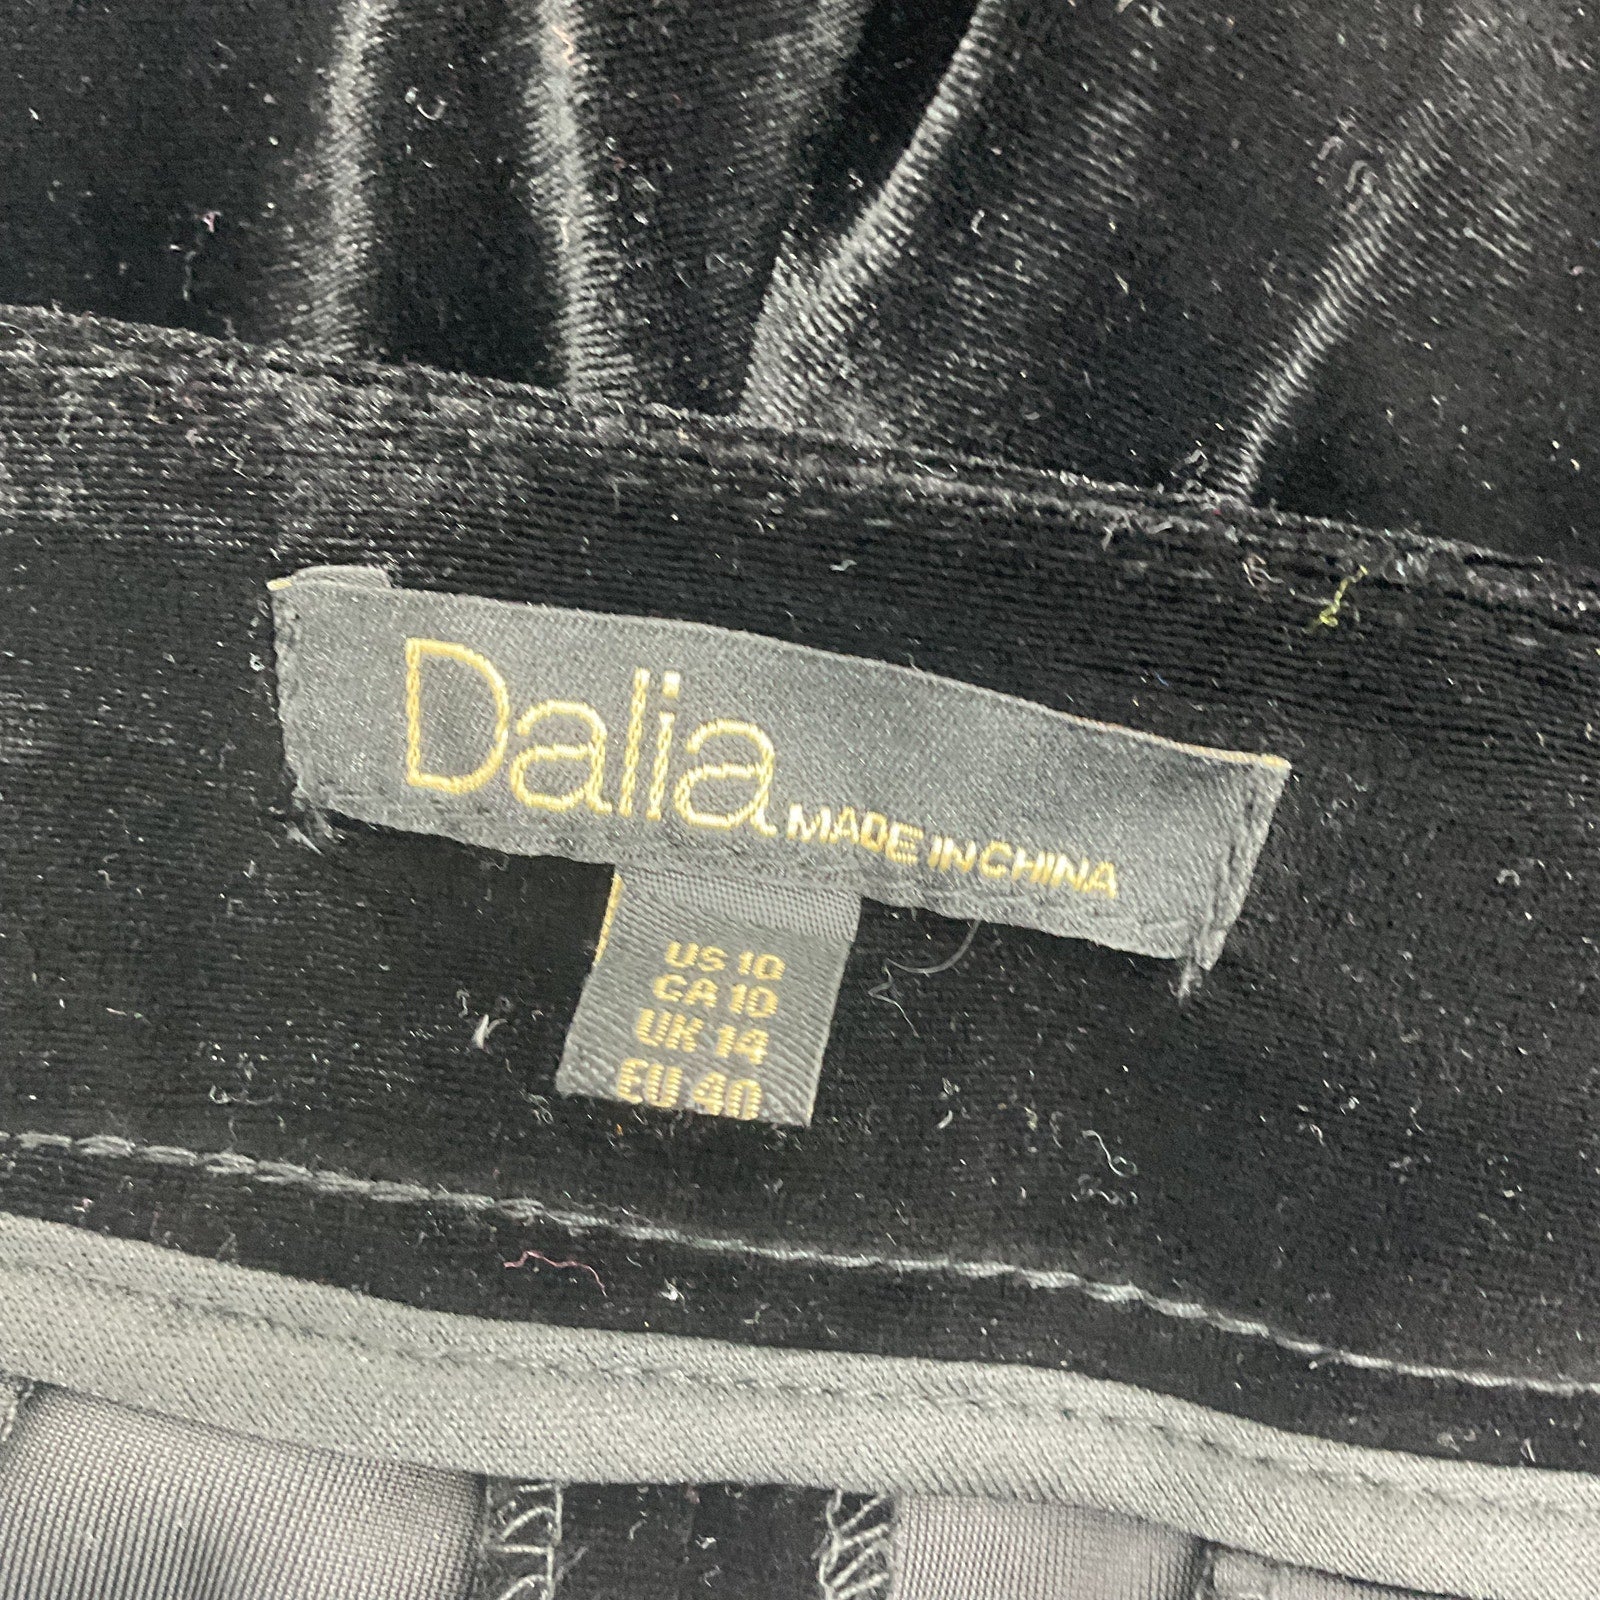 Dalia MADE IN CHINA
US 10
CA 10
UK 14
EU 40